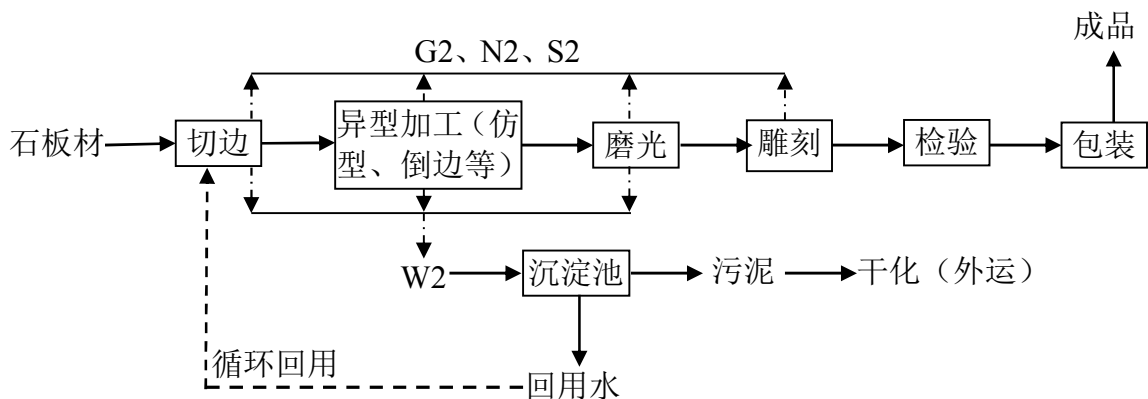 成品
G2、N2、S2
石板材
切边
异型加工（仿
型、倒边等）
磨光
雕刻
检验
包装
W2
沉淀池
污泥
干化（外运）
循环回用
回用水